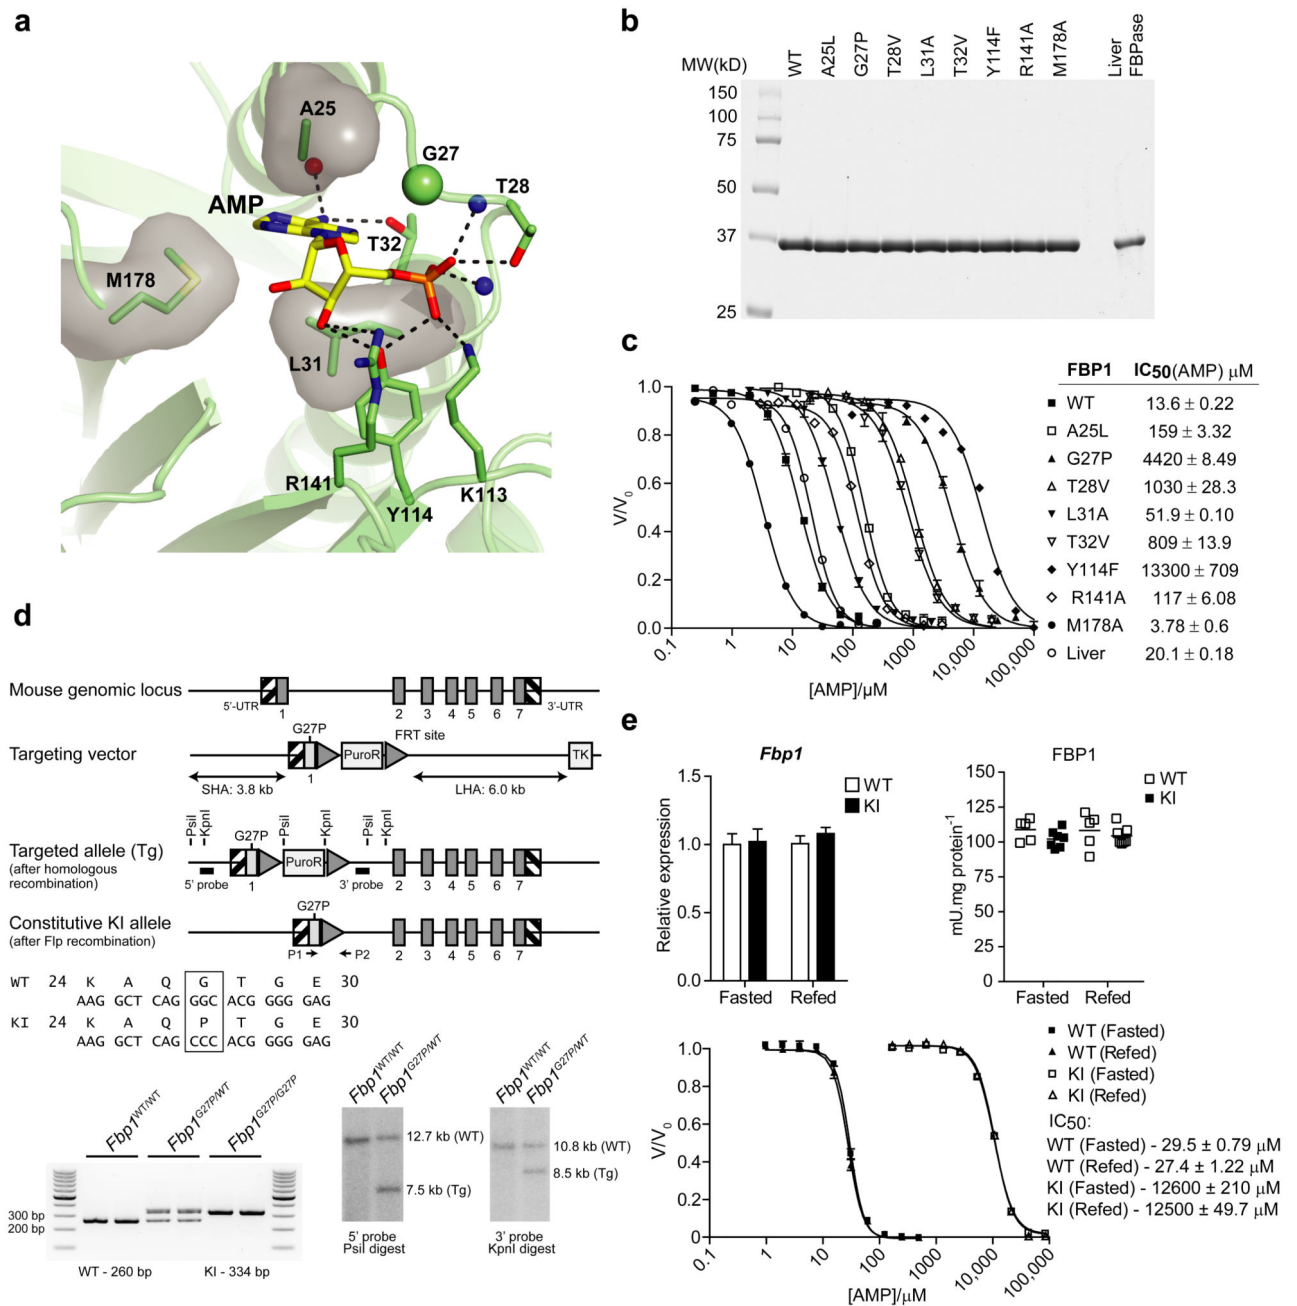 a
A25
G27
T28
AMP
T32
M178
L31
R141
K113
Y114
b
MW(kD)
WT
A25L
G27P
T28V
L31A
T32V
Y114F
R141A
M178A
Liver
FBPase
150
100
75
50
37
25
c
FBP1 IC50(AMP) μM
WT 13.6 ± 0.22
A25L 159 ± 3.32
G27P 4420 ± 8.49
T28V 1030 ± 28.3
L31A 51.9 ± 0.10
T32V 809 ± 13.9
Y114F 13300 ± 709
R141A 117 ± 6.08
M178A 3.78 ± 0.6
Liver 20.1 ± 0.18
V/V0
1.0
0.8
0.6
0.4
0.2
0.0
0.1 1 10 100 1000 10,000 100,000
[AMP]/μM
d
Mouse genomic locus
5'-UTR 1 2 3 4 5 6 7 3'-UTR
Targeting vector
G27P
FRT site
PuroR
TK
1
SHA: 3.8 kb
LHA: 6.0 kb
PsiI KpnI PsiI KpnI PsiI KpnI
Targeted allele (Tg)
(after homologous
recombination)
G27P
PuroR
5' probe 1 3' probe 2 3 4 5 6 7
Constitutive KI allele
(after Flp recombination)
G27P
P1 P2 2 3 4 5 6 7
WT 24 K A Q G T G E 30
AAG GCT CAG GGC ACG GGG GAG
KI 24 K A Q P T G E 30
AAG GCT CAG CCC ACG GGG GAG
Fbp1WT/WT
Fbp1G27P/WT
Fbp1G27P/G27P
300 bp
200 bp
WT - 260 bp KI - 334 bp
Fbp1WT/WT
Fbp1G27P/WT
12.7 kb (WT)
7.5 kb (Tg)
5' probe
PsiI digest
Fbp1WT/WT
Fbp1G27P/WT
10.8 kb (WT)
8.5 kb (Tg)
3' probe
KpnI digest
e
Fbp1
Relative expression
1.5
1.0
0.5
0.0
Fasted Refed
WT
KI
FBP1
mU.mg protein-1
150
125
100
75
50
25
0
Fasted Refed
WT
KI
V/V0
1.0
0.8
0.6
0.4
0.2
0
0.1 1 10 100 1000 10,000 100,000
[AMP]/μM
WT (Fasted)
WT (Refed)
KI (Fasted)
KI (Refed)
IC50:
WT (Fasted) - 29.5 ± 0.79 μM
WT (Refed) - 27.4 ± 1.22 μM
KI (Fasted) - 12600 ± 210 μM
KI (Refed) - 12500 ± 49.7 μM